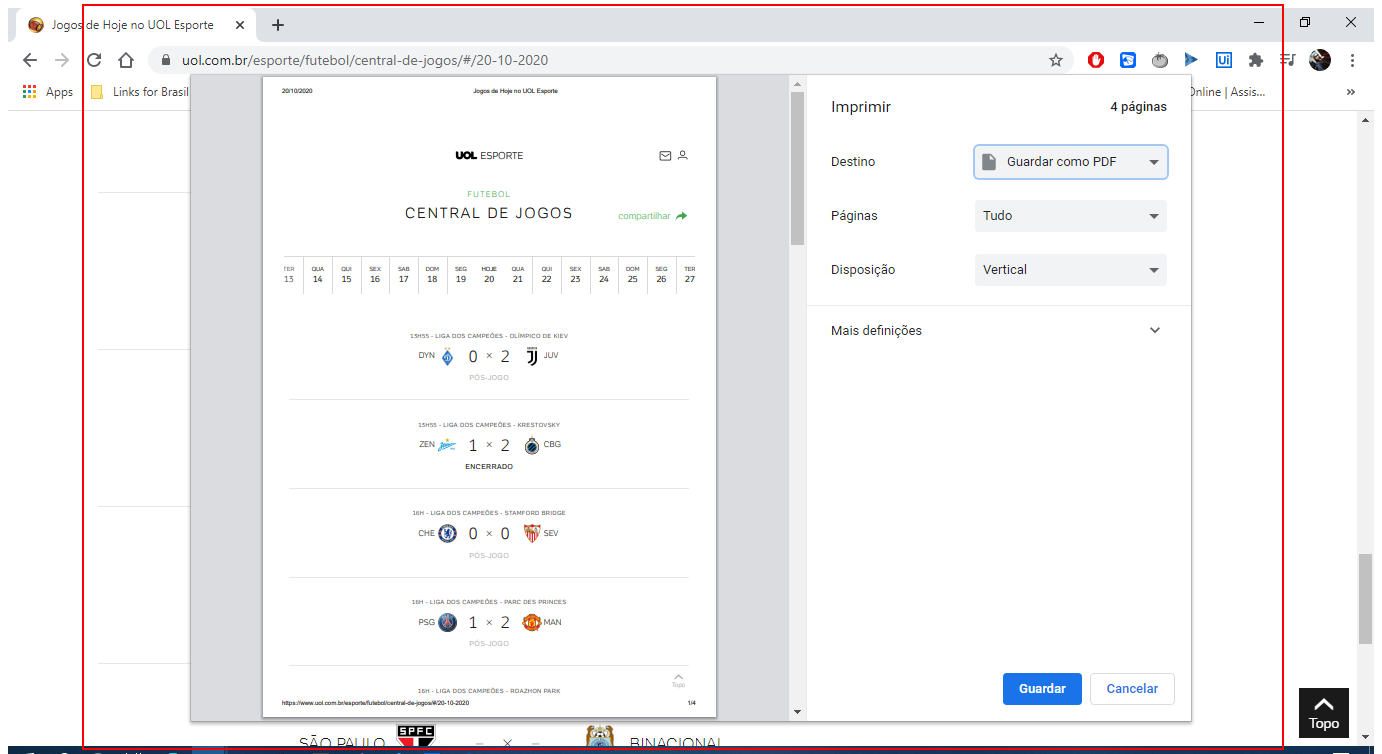 Jogos de Hoje no UOL Esporte
uol.com.br/esporte/futebol/central-de-jogos/#/20-10-2020
Apps
Links for Brasil
Online | Assis...
20/10/2020 Jogos de Hoje no UOL Esporte
UOL ESPORTE
FUTEBOL
CENTRAL DE JOGOS
compartilhar
TER QUA QUI SEX SAB DOM SEG HOJE QUA QUI SEX SAB DOM SEG TER
13 14 15 16 17 18 19 20 21 22 23 24 25 26 27
13H55 - LIGA DOS CAMPEÕES - OLÍMPICO DE KIEV
DYN 0 × 2 JUV
PÓS-JOGO
13H55 - LIGA DOS CAMPEÕES - KRESTOVSKY
ZEN 1 × 2 CBG
ENCERRADO
16H - LIGA DOS CAMPEÕES - STAMFORD BRIDGE
CHE 0 × 0 SEV
PÓS-JOGO
16H - LIGA DOS CAMPEÕES - PARC DES PRINCES
PSG 1 × 2 MAN
PÓS-JOGO
Topo
16H - LIGA DOS CAMPEÕES - ROAZHON PARK
https://www.uol.com.br/esporte/futebol/central-de-jogos/#/20-10-2020 1/4
Imprimir 4 páginas
Destino Guardar como PDF
Páginas Tudo
Disposição Vertical
Mais definições
Guardar Cancelar
Topo
SÃO PAULO SPFC × BINACIONAL